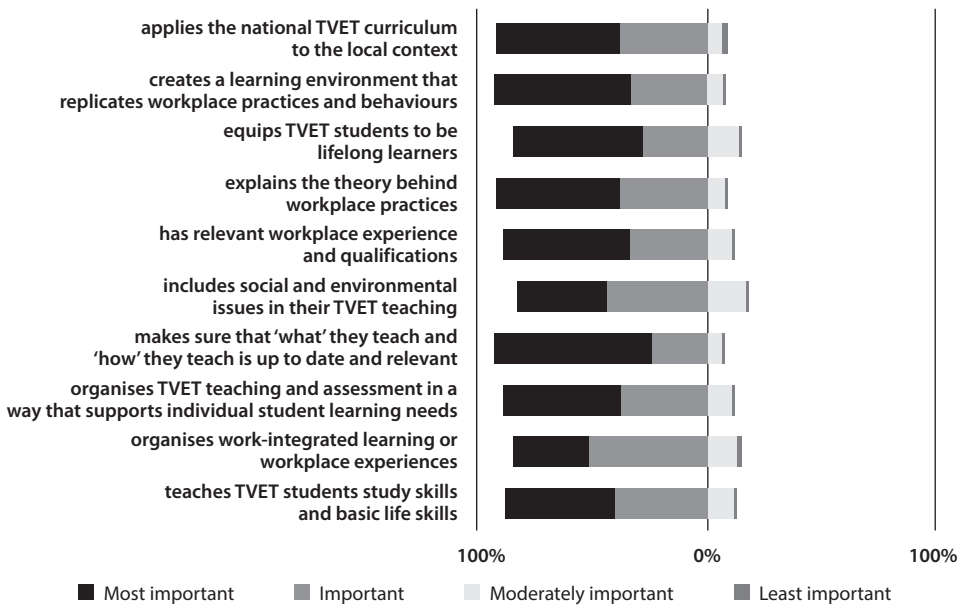 applies the national TVET curriculum
to the local context
creates a learning environment that
replicates workplace practices and behaviours
equips TVET students to be
lifelong learners
explains the theory behind
workplace practices
has relevant workplace experience
and qualifications
includes social and environmental
issues in their TVET teaching
makes sure that ‘what’ they teach and
‘how’ they teach is up to date and relevant
organises TVET teaching and assessment in a
way that supports individual student learning needs
organises work-integrated learning or
workplace experiences
teaches TVET students study skills
and basic life skills
100% 0% 100%
Most important Important Moderately important Least important